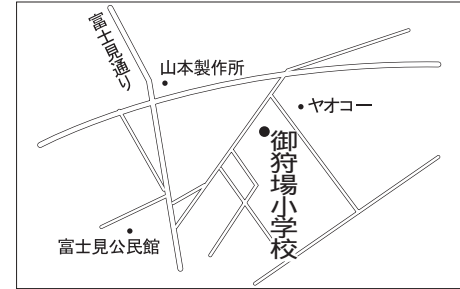 富士見通り
山本製作所
ヤオコー
御狩場小学校
富士見公民館